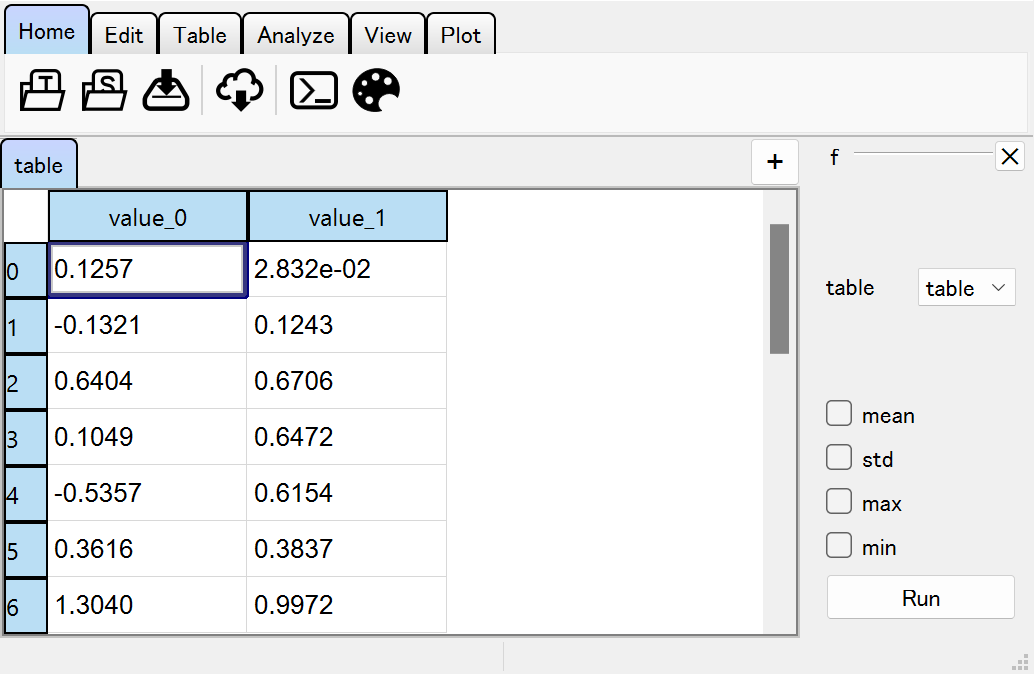 Home Edit Table Analyze View Plot
T S
table + f
value_0 value_1
0 0.1257 2.832e-02
1 -0.1321 0.1243
2 0.6404 0.6706
3 0.1049 0.6472
4 -0.5357 0.6154
5 0.3616 0.3837
6 1.3040 0.9972
table table
mean
std
max
min
Run